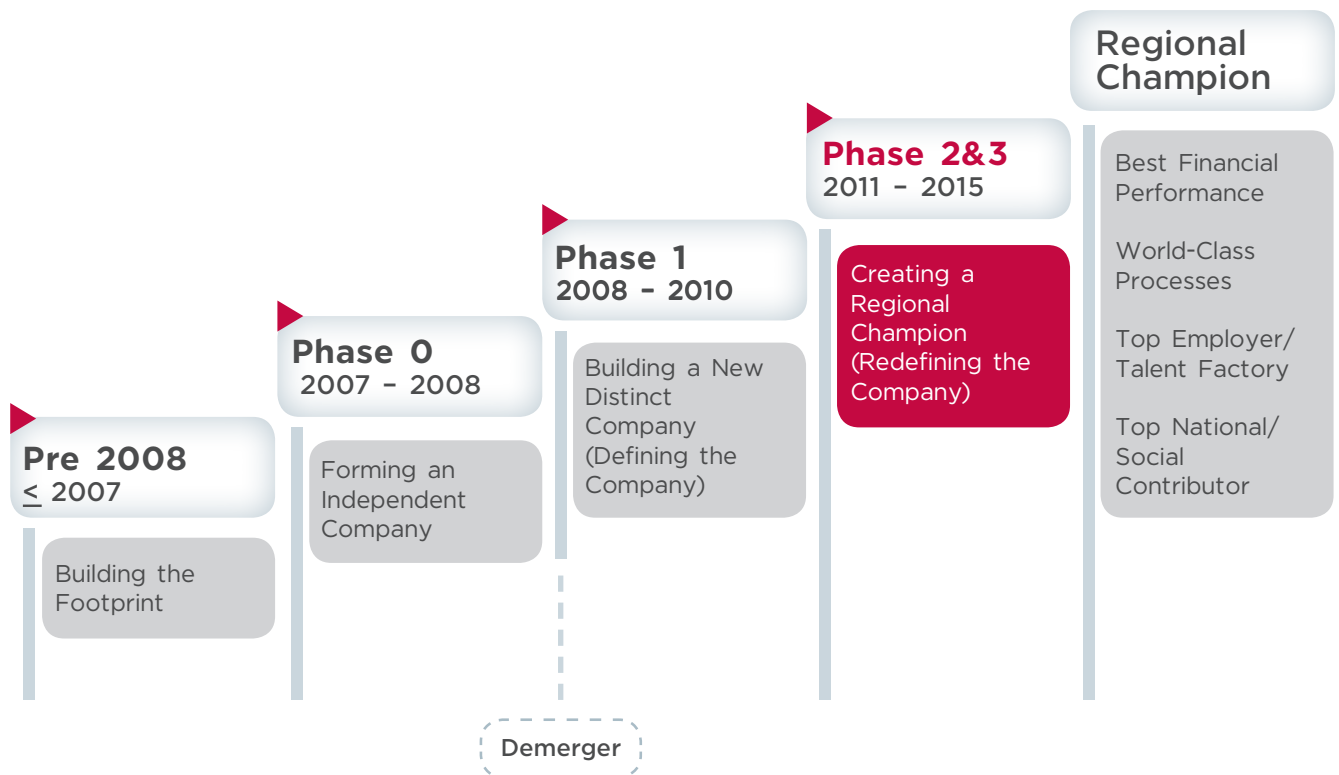 Pre 2008
< 2007
Building the
Footprint
Phase 0
2007 – 2008
Forming an
Independent
Company
Phase 1
2008 – 2010
Building a New
Distinct
Company
(Defining the
Company)
Demerger
Phase 2&3
2011 – 2015
Creating a
Regional
Champion
(Redefining the
Company)
Regional
Champion
Best Financial
Performance
World-Class
Processes
Top Employer/
Talent Factory
Top National/
Social
Contributor